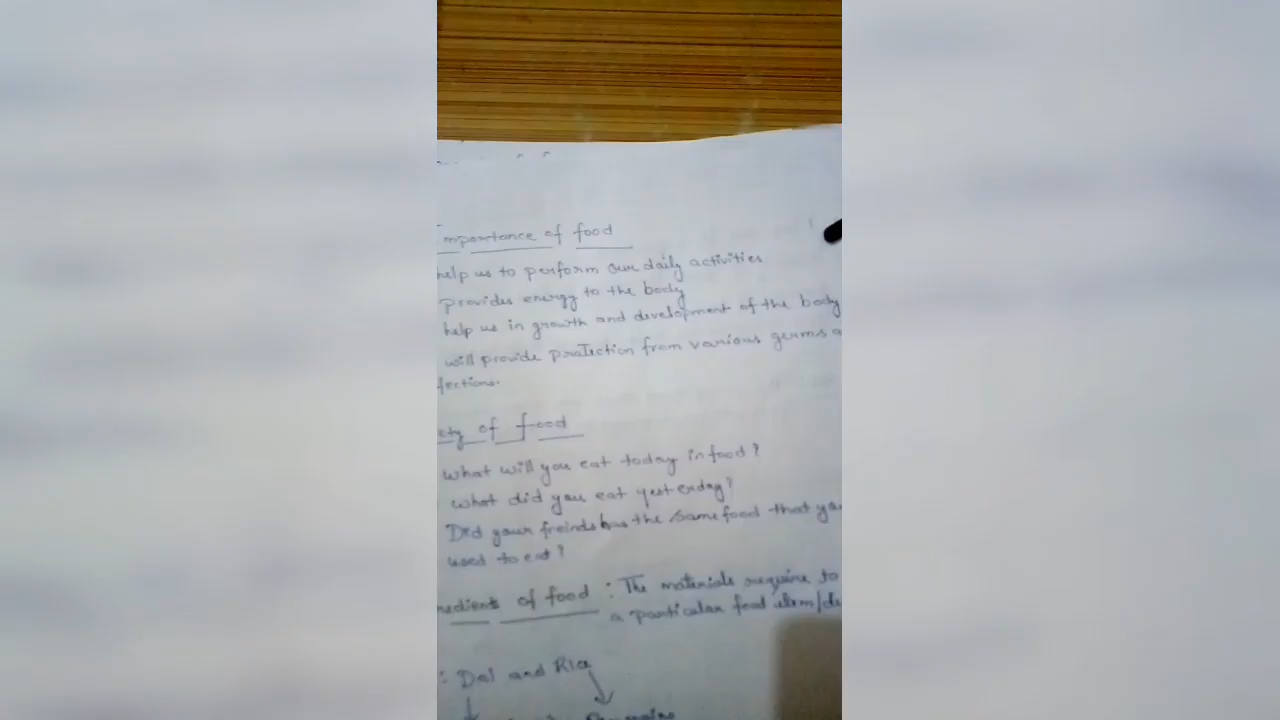 mportance of food
help us to perform our daily activities
provides energy to the body
help us in growth and development of the body
will provide protection from various germs
fections.
ety of food
What will you eat today in food?
what did you eat yesterday?
Did your freinds has the same food that you
used to eat?
redients of food : The materials require to
a particular food item/
: Dal and Rice